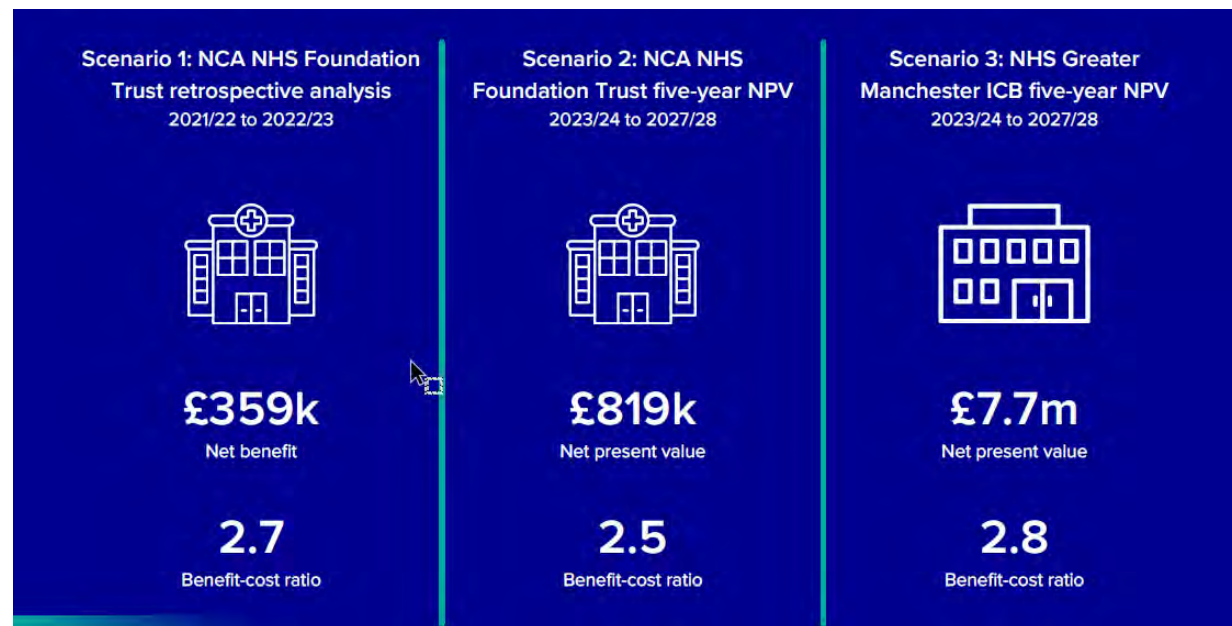 Scenario 1: NCA NHS Foundation
Trust retrospective analysis
2021/22 to 2022/23
£359k
Net benefit
2.7
Benefit-cost ratio
Scenario 2: NCA NHS
Foundation Trust five-year NPV
2023/24 to 2027/28
£819k
Net present value
2.5
Benefit-cost ratio
Scenario 3: NHS Greater
Manchester ICB five-year NPV
2023/24 to 2027/28
£7.7m
Net present value
2.8
Benefit-cost ratio